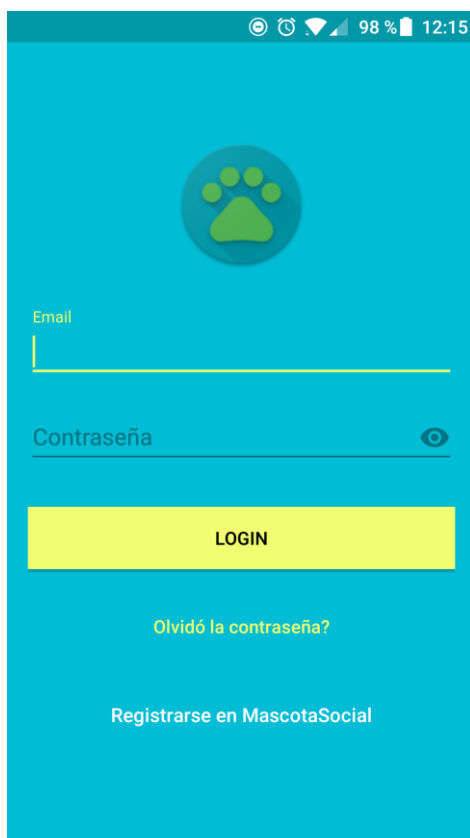 98 % 12:15
Email
Contraseña
LOGIN
Olvidó la contraseña?
Registrarse en MascotaSocial